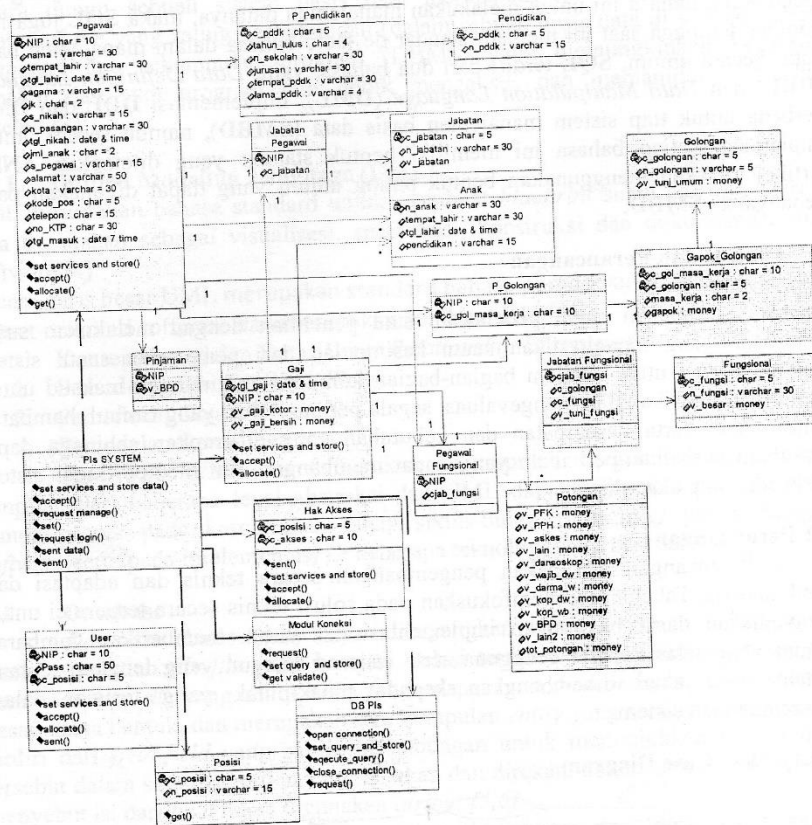 Pegawai
NIP : char = 10
nama : varchar = 30
tempat_lahir : varchar = 30
tgl_lahir : date & time
agama : varchar = 15
jk : char = 2
s_nikah : varchar = 15
n_pasangan : varchar = 30
tgl_nikah : date & time
jml_anak : char = 2
s_pegawai : varchar = 15
alamat : varchar = 50
kota : varchar = 30
kode_pos : char = 5
telepon : char = 15
no_KTP : char = 30
tgl_masuk : date 7 time
set services and store()
accept()
allocate()
get()
P_Pendidikan
c_pddk : char = 5
tahun_lulus : char = 4
n_sekolah : varchar = 30
jurusan : varchar = 30
tempat_pddk : varchar = 30
lama_pddk : char = 4
Pendidikan
c_pddk : char = 5
n_pddk : varchar = 15
Jabatan
Pegawai
NIP
c_jabatan
Jabatan
c_jabatan : char = 5
n_jabatan : varchar = 30
v_jabatan
Golongan
c_golongan : char = 5
n_golongan : varchar = 5
v_tunj_umum : money
Anak
n_anak : varchar = 30
tempat_lahir : varchar = 30
tgl_lahir : date & time
pendidikan : varchar = 15
P_Golongan
NIP : char = 10
c_gol_masa_kerja : char = 10
Gapok_Golongan
c_gol_masa_kerja : char = 10
c_golongan : char = 5
masa_kerja : char = 2
gapok : money
Pinjaman
NIP
v_BPD
Gaji
tgl_gaji : date & time
NIP : char = 10
v_gaji_kotor : money
v_gaji_bersih : money
set services and store()
accept()
allocate()
Jabatan Fungsional
cjab_fungsi
c_golongan
c_fungsi
v_tunj_fungsi
Fungsional
c_fungsi : char = 5
n_fungsi : varchar = 30
v_besar : money
Pegawai
Fungsional
NIP
cjab_fungsi
PIs SYSTEM
set services and store data()
accept()
request manage()
set()
request login()
sent data()
sent()
Hak Akses
c_posisi : char = 5
c_akses : char = 10
sent()
set services and store()
accept()
allocate()
Potongan
v_PFK : money
v_PPH : money
v_askes : money
v_lain : money
v_dansoskop : money
v_wajib_dw : money
v_darma_w : money
v_kop_dw : money
v_kop_wb : money
v_BPD : money
v_lain2 : money
tot_potongan : money
Modul Koneksi
request()
set query and store()
get validate()
User
NIP : char = 10
Pass : char = 50
c_posisi : char = 5
set services and store()
accept()
allocate()
sent()
DB PIs
open connection()
set_query_and_store()
eqecute_query()
close_connection()
request()
Posisi
c_posisi : char = 5
n_posisi : varchar = 15
get()